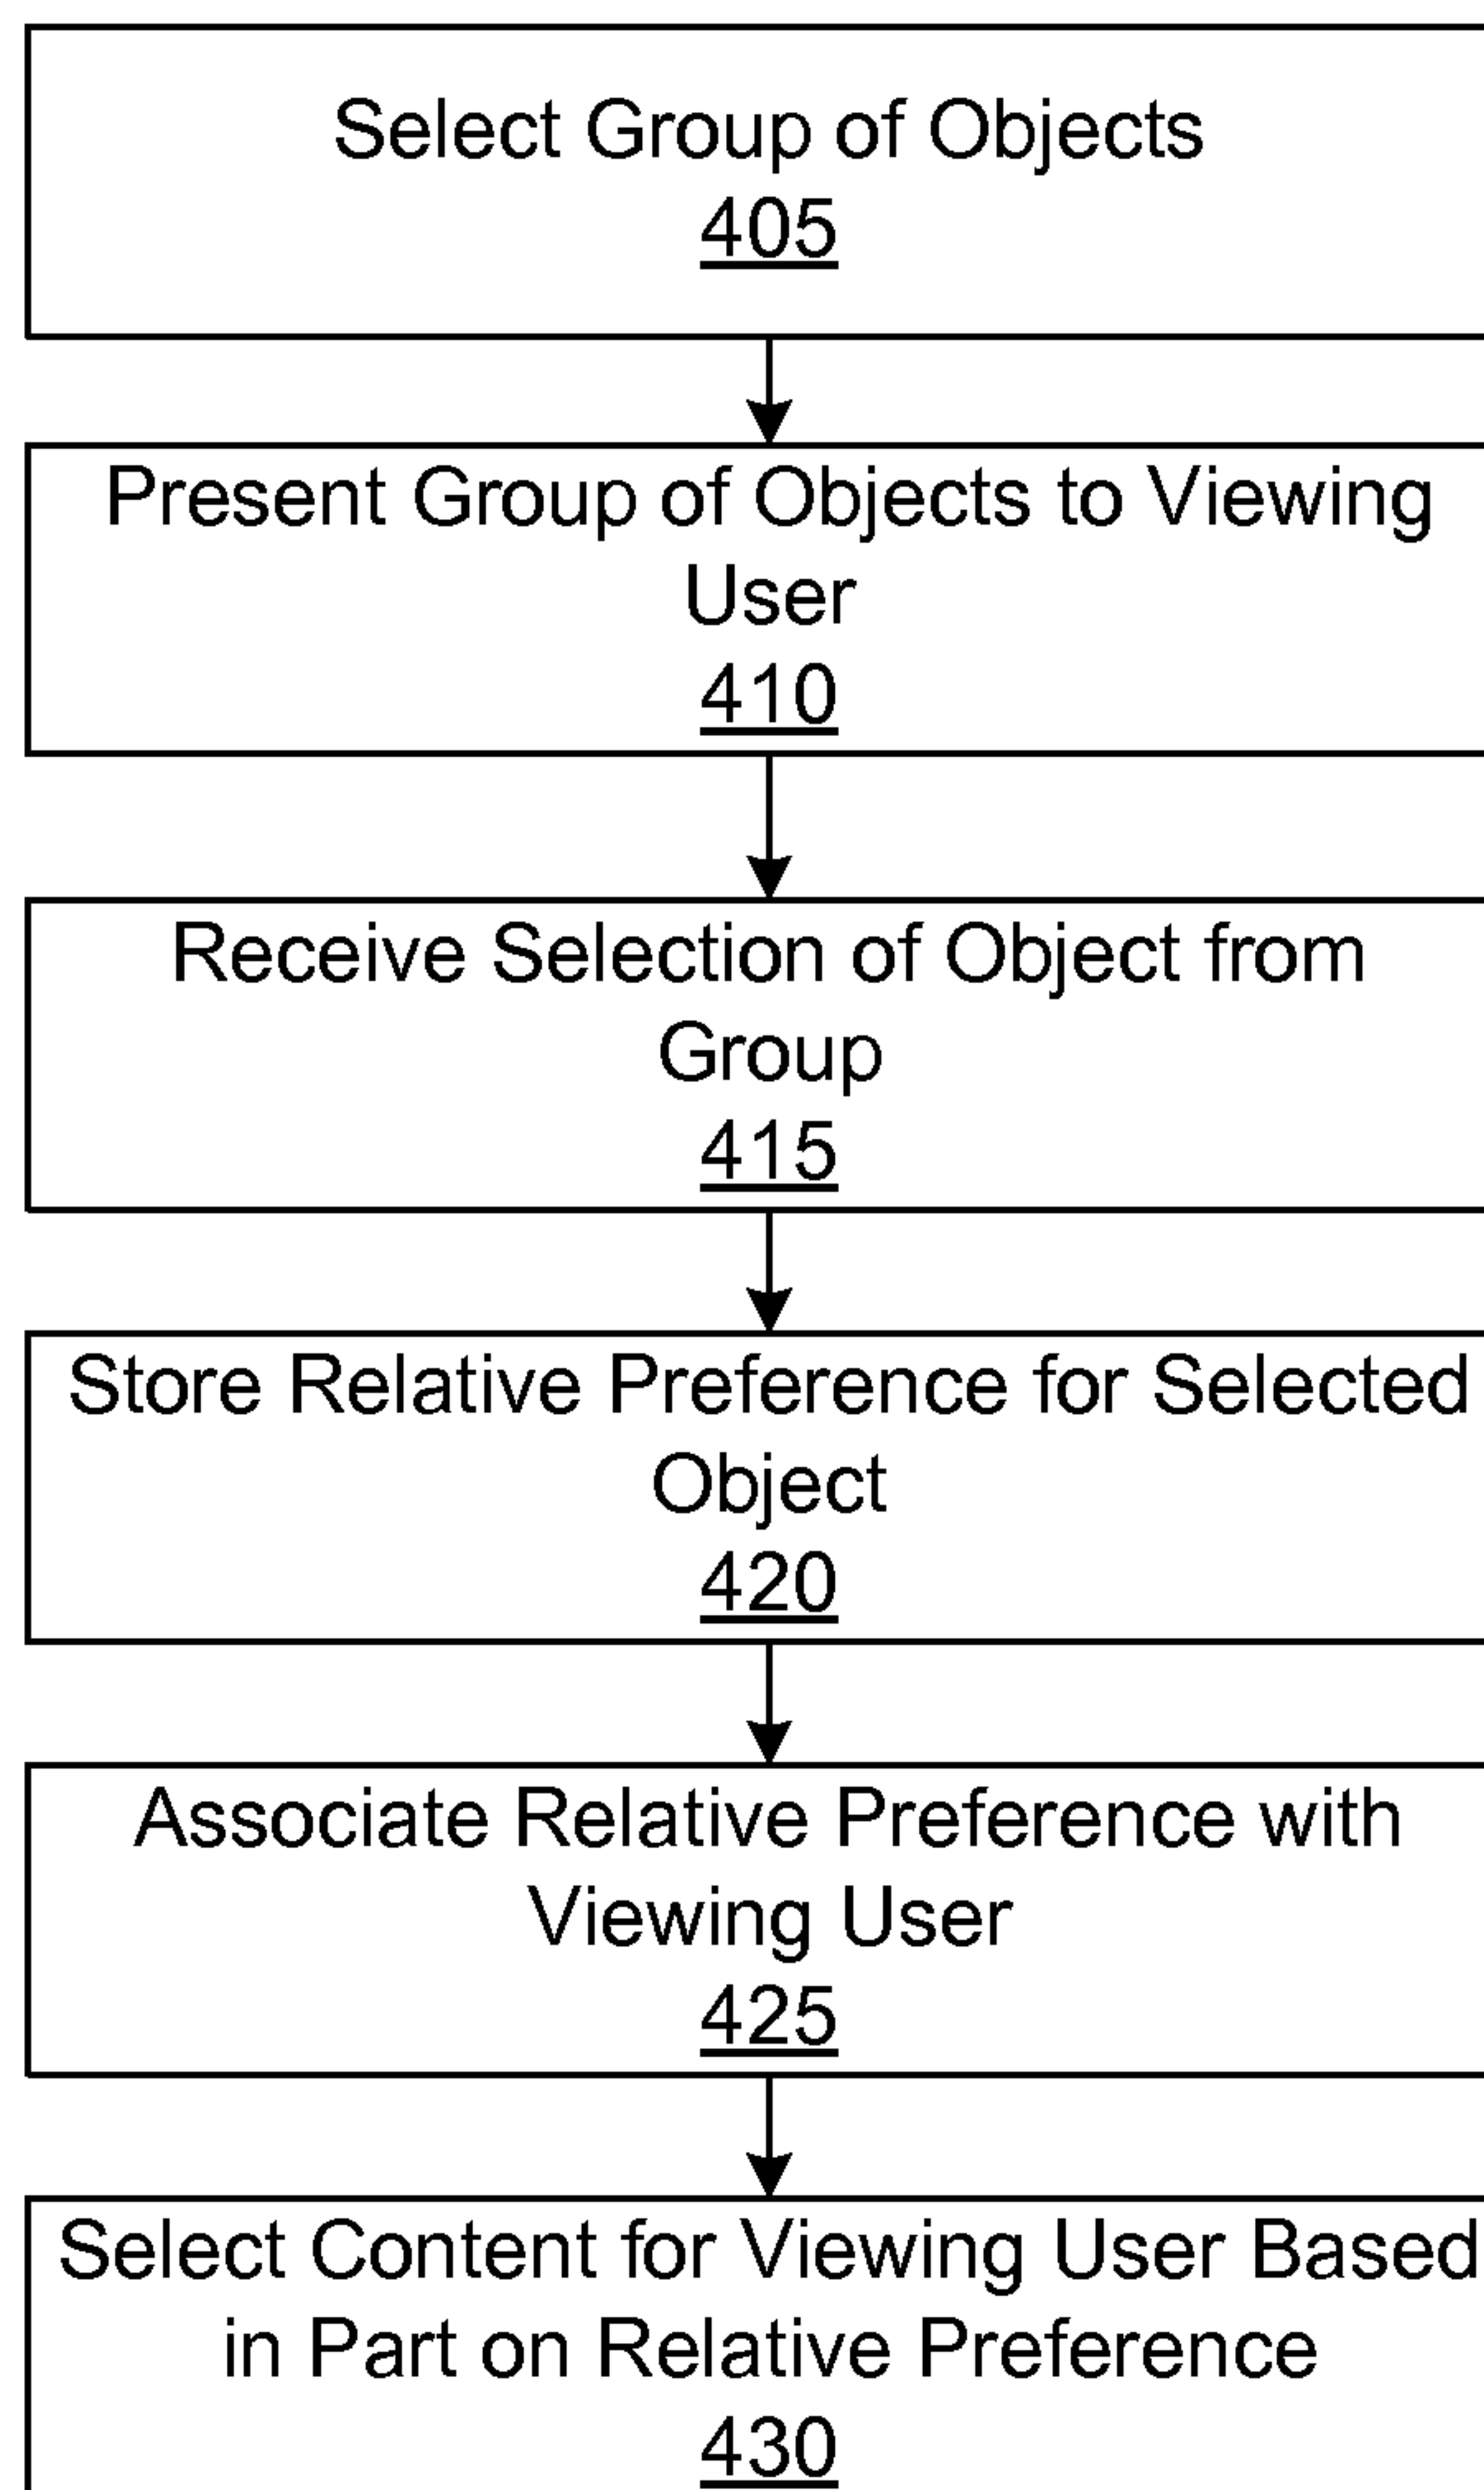 Select Group of Objects
405
Present Group of Objects to Viewing
User
410
Receive Selection of Object from
Group
415
Store Relative Preference for Selected
Object
420
Associate Relative Preference with
Viewing User
425
Select Content for Viewing User Based
in Part on Relative Preference
430